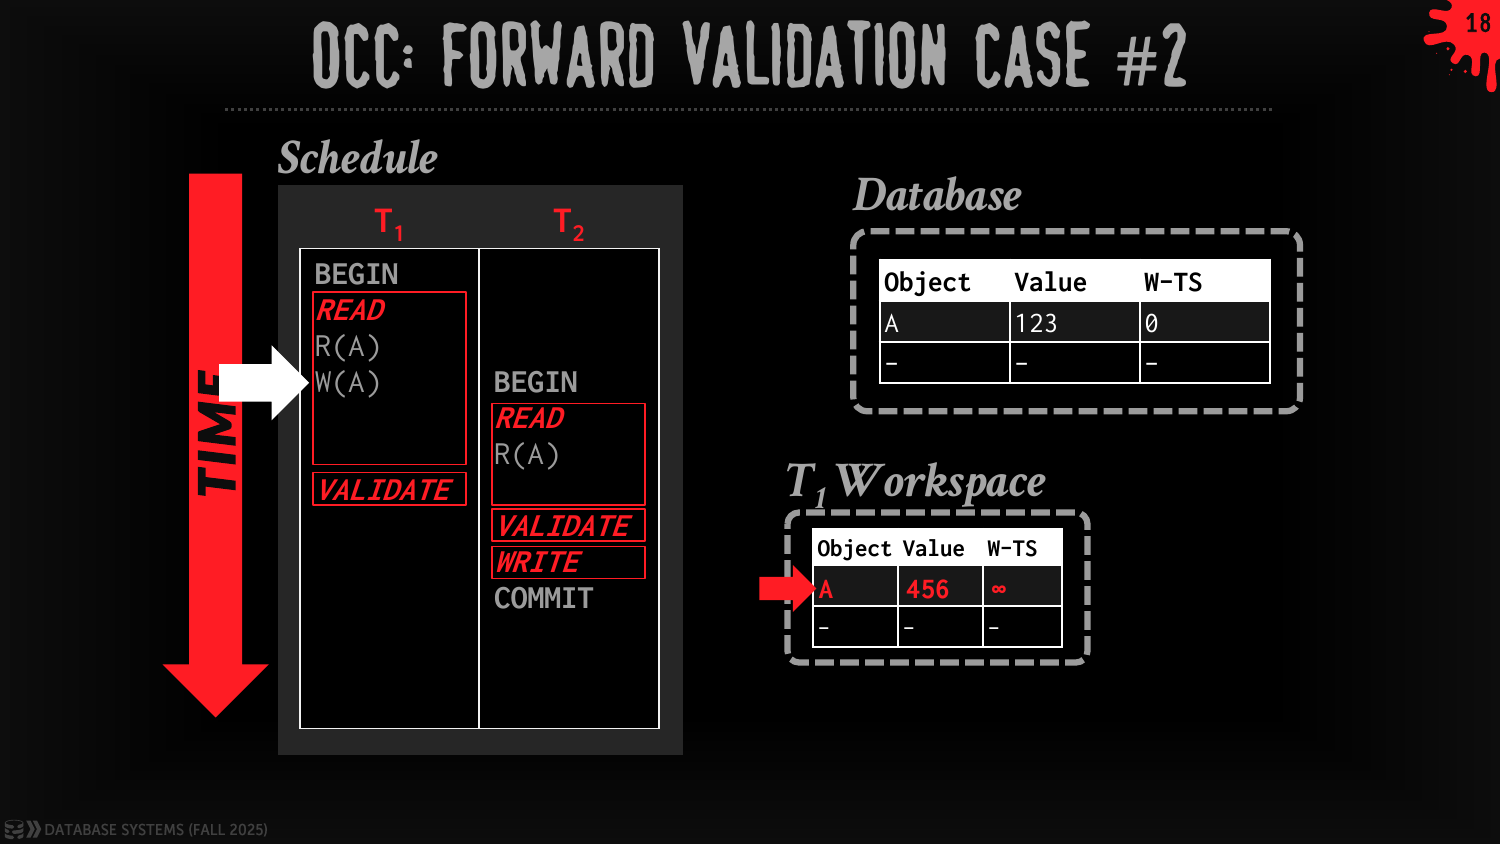 OCC: FORWARD VALIDATION CASE #2
18
Schedule
T1 T2
BEGIN
READ
R(A)
W(A)
VALIDATE
BEGIN
READ
R(A)
VALIDATE
WRITE
COMMIT
TIME
Database
Object Value W-TS
A 123 0
- - -
T1 Workspace
Object Value W-TS
A 456 ∞
- - -
DATABASE SYSTEMS (FALL 2025)